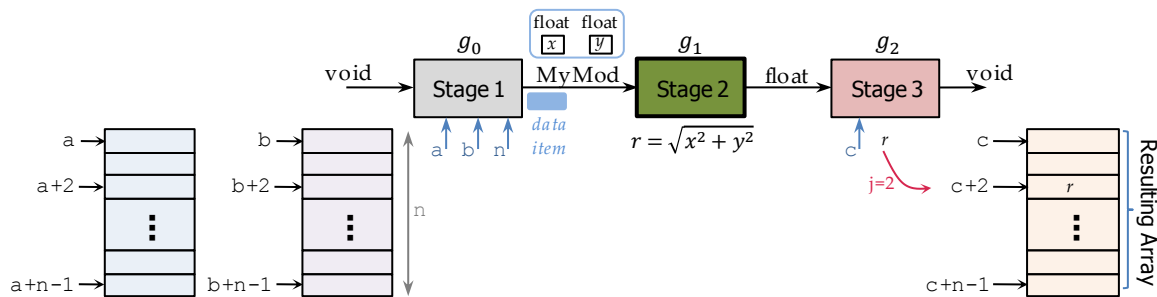 float float
x y
g0 g1 g2
void MyMod float void
Stage 1 Stage 2 Stage 3
data
item
a b n
r = √x² + y²
c r
j=2
a b c
a+2 b+2 c+2 r
⋮ ⋮ ⋮
n
a+n-1 b+n-1 c+n-1
Resulting Array